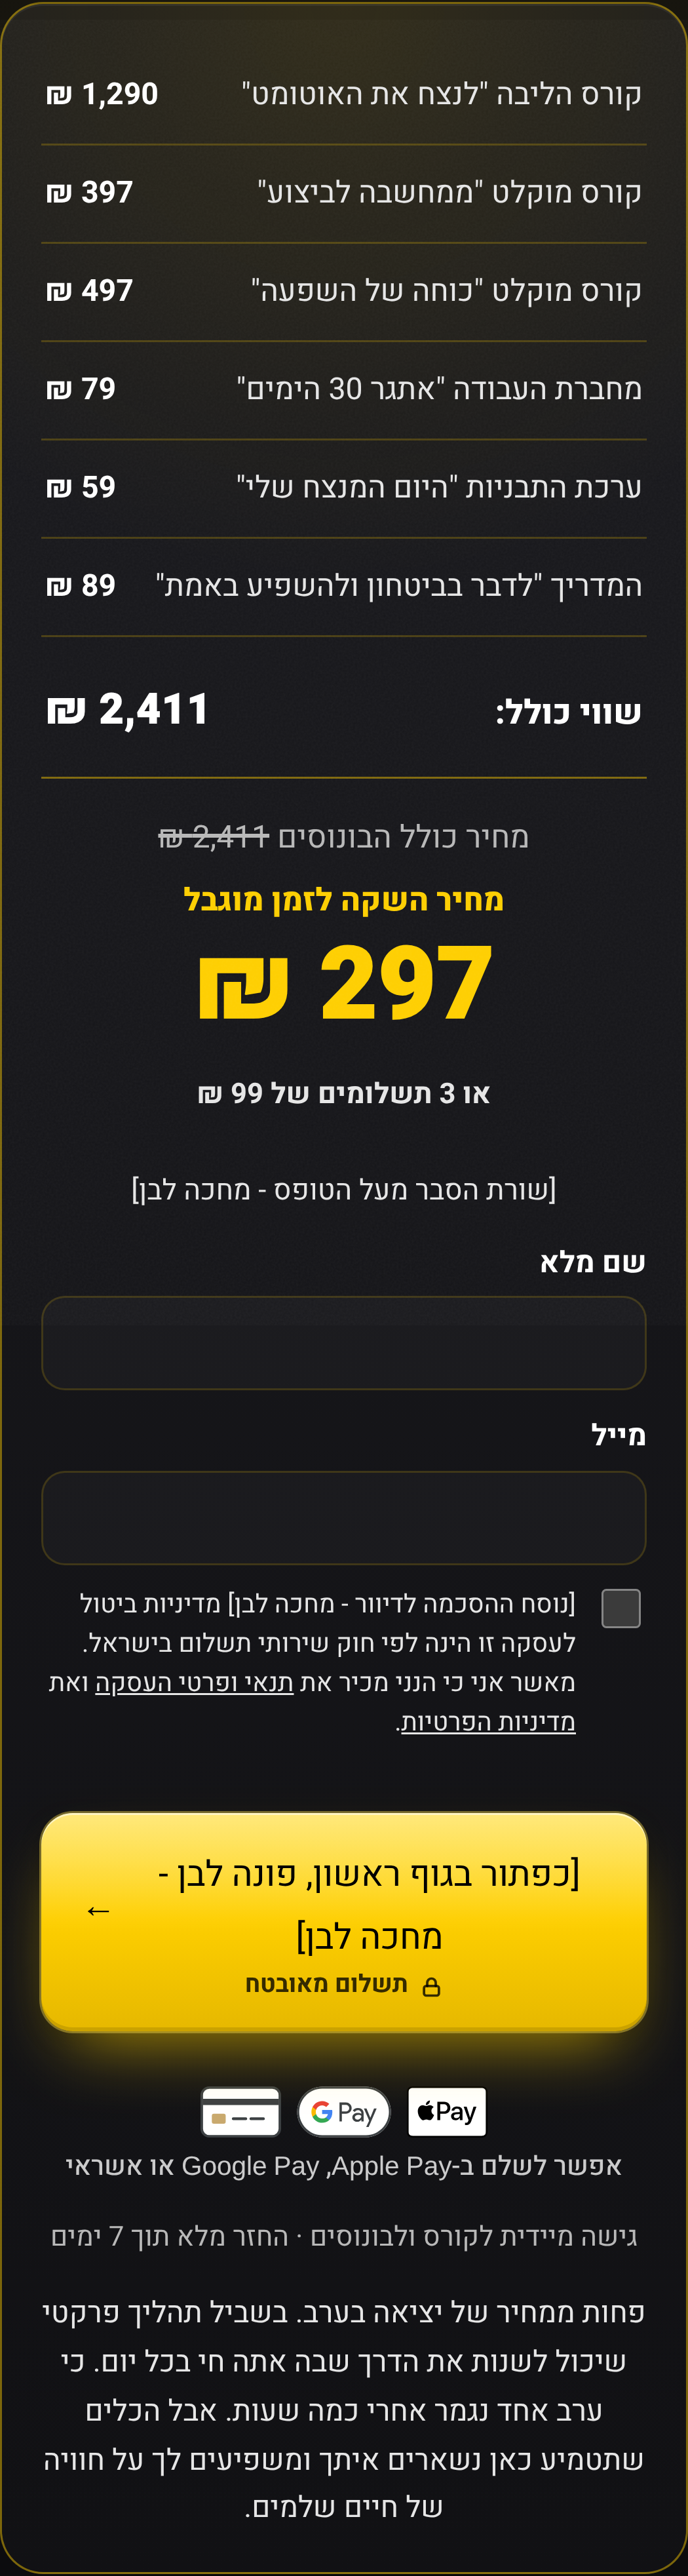 קורס הליבה "לנצח את האוטומט" 1,290 ₪
קורס מוקלט "ממחשבה לביצוע" 397 ₪
קורס מוקלט "כוחה של השפעה" 497 ₪
מחברת העבודה "אתגר 30 הימים" 79 ₪
ערכת התבניות "היום המנצח שלי" 59 ₪
המדריך "לדבר בביטחון ולהשפיע באמת" 89 ₪
שווי כולל: 2,411 ₪
מחיר כולל הבונוסים 2,411 ₪
מחיר השקה לזמן מוגבל
297 ₪
או 3 תשלומים של 99 ₪
[שורת הסבר מעל הטופס - מחכה לבן]
שם מלא
מייל
[נוסח ההסכמה לדיוור - מחכה לבן] מדיניות ביטול
לעסקה זו הינה לפי חוק שירותי תשלום בישראל.
מאשר אני כי הנני מכיר את תנאי ופרטי העסקה ואת
מדיניות הפרטיות.
[כפתור בגוף ראשון, פונה לבן -
מחכה לבן] ←
תשלום מאובטח
Pay G Pay
אפשר לשלם ב-Apple Pay, Google Pay או אשראי
גישה מיידית לקורס ולבונוסים · החזר מלא תוך 7 ימים
פחות ממחיר של יציאה בערב. בשביל תהליך פרקטי
שיכול לשנות את הדרך שבה אתה חי בכל יום. כי
ערב אחד נגמר אחרי כמה שעות. אבל הכלים
שתטמיע כאן נשארים איתך ומשפיעים לך על חוויה
של חיים שלמים.